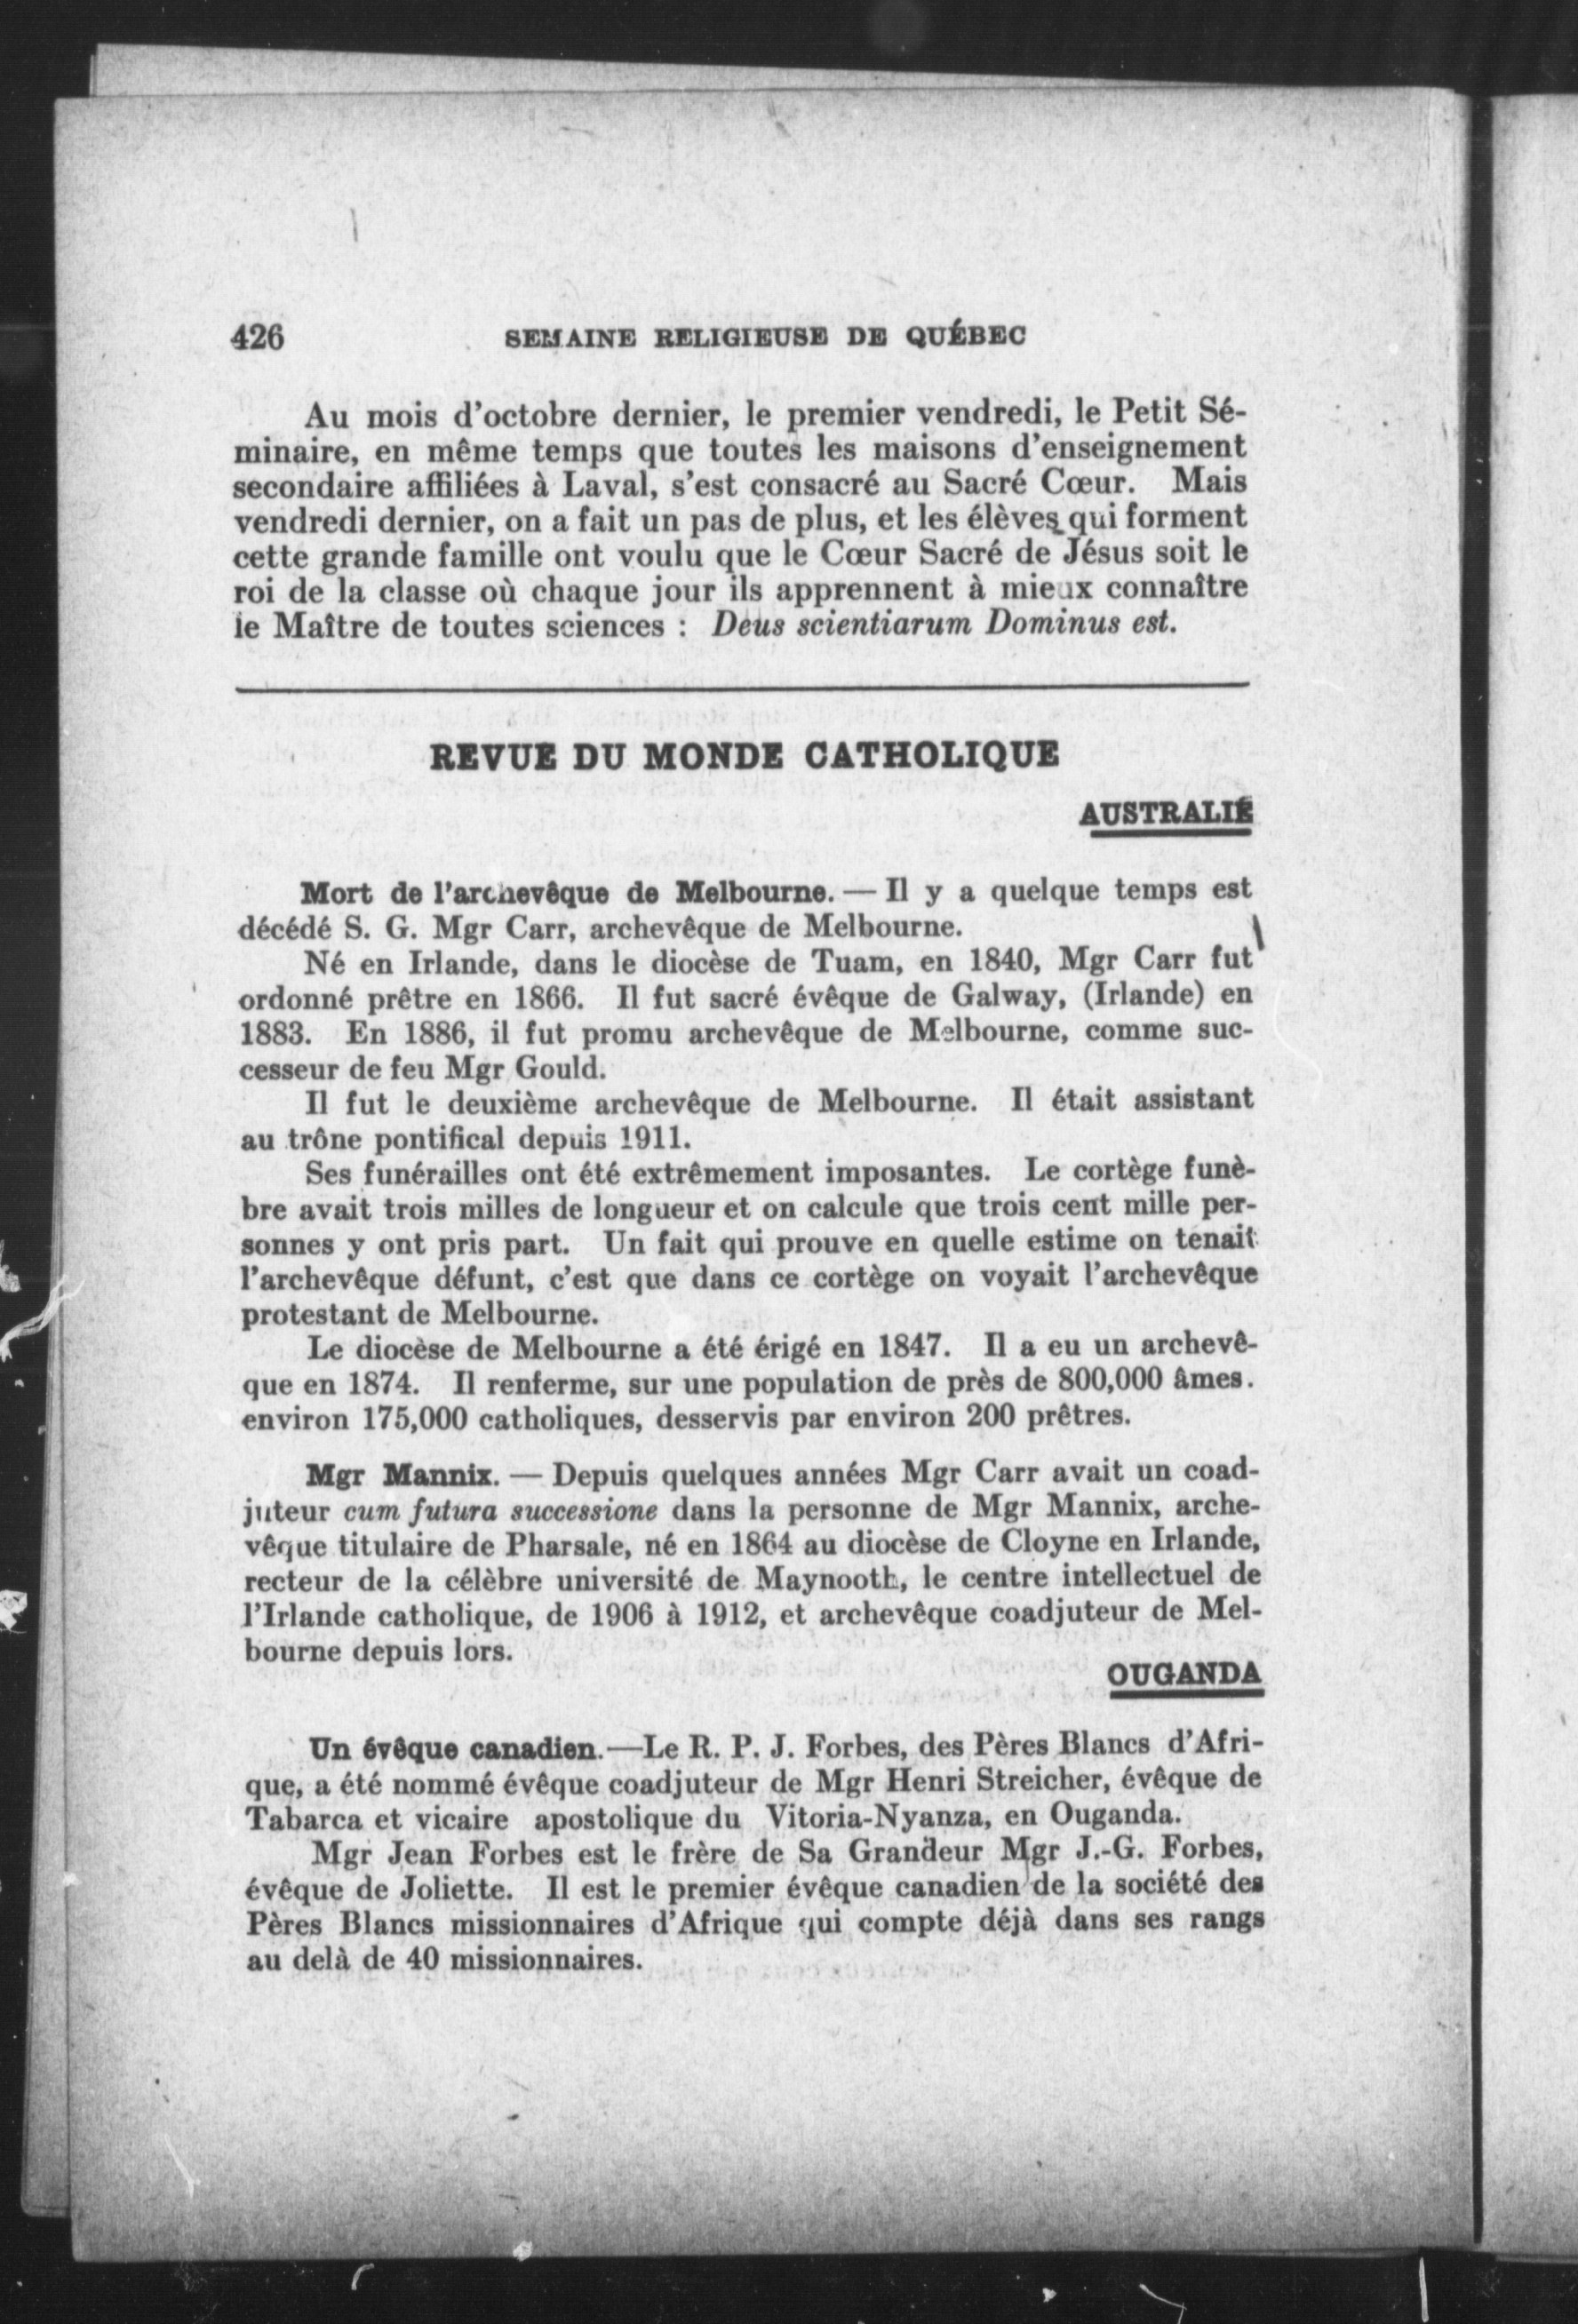 426 SEMAINE RELIGIEUSE DE QUÉBEC
Au mois d'octobre dernier, le premier vendredi, le Petit Sé-
minaire, en même temps que toutes les maisons d'enseignement
secondaire affiliées à Laval, s'est consacré au Sacré Cœur. Mais
vendredi dernier, on a fait un pas de plus, et les élèves qui forment
cette grande famille ont voulu que le Cœur Sacré de Jésus soit le
roi de la classe où chaque jour ils apprennent à mieux connaître
le Maître de toutes sciences : Deus scientiarum Dominus est.
REVUE DU MONDE CATHOLIQUE
AUSTRALIE
Mort de l'archevêque de Melbourne. — Il y a quelque temps est
décédé S. G. Mgr Carr, archevêque de Melbourne.
Né en Irlande, dans le diocèse de Tuam, en 1840, Mgr Carr fut
ordonné prêtre en 1866. Il fut sacré évêque de Galway, (Irlande) en
1883. En 1886, il fut promu archevêque de Melbourne, comme suc-
cesseur de feu Mgr Gould.
Il fut le deuxième archevêque de Melbourne. Il était assistant
au trône pontifical depuis 1911.
Ses funérailles ont été extrêmement imposantes. Le cortège funè-
bre avait trois milles de longueur et on calcule que trois cent mille per-
sonnes y ont pris part. Un fait qui prouve en quelle estime on tenait
l'archevêque défunt, c'est que dans ce cortège on voyait l'archevêque
protestant de Melbourne.
Le diocèse de Melbourne a été érigé en 1847. Il a eu un archevê-
que en 1874. Il renferme, sur une population de près de 800,000 âmes.
environ 175,000 catholiques, desservis par environ 200 prêtres.
Mgr Mannix. — Depuis quelques années Mgr Carr avait un coad-
juteur cum futura successione dans la personne de Mgr Mannix, arche-
vêque titulaire de Pharsale, né en 1864 au diocèse de Cloyne en Irlande,
recteur de la célèbre université de Maynooth, le centre intellectuel de
l'Irlande catholique, de 1906 à 1912, et archevêque coadjuteur de Mel-
bourne depuis lors.
OUGANDA
Un évêque canadien.—Le R. P. J. Forbes, des Pères Blancs d'Afri-
que, a été nommé évêque coadjuteur de Mgr Henri Streicher, évêque de
Tabarca et vicaire apostolique du Vitoria-Nyanza, en Ouganda.
Mgr Jean Forbes est le frère de Sa Grandeur Mgr J.-G. Forbes,
évêque de Joliette. Il est le premier évêque canadien de la société des
Pères Blancs missionnaires d'Afrique qui compte déjà dans ses rangs
au delà de 40 missionnaires.